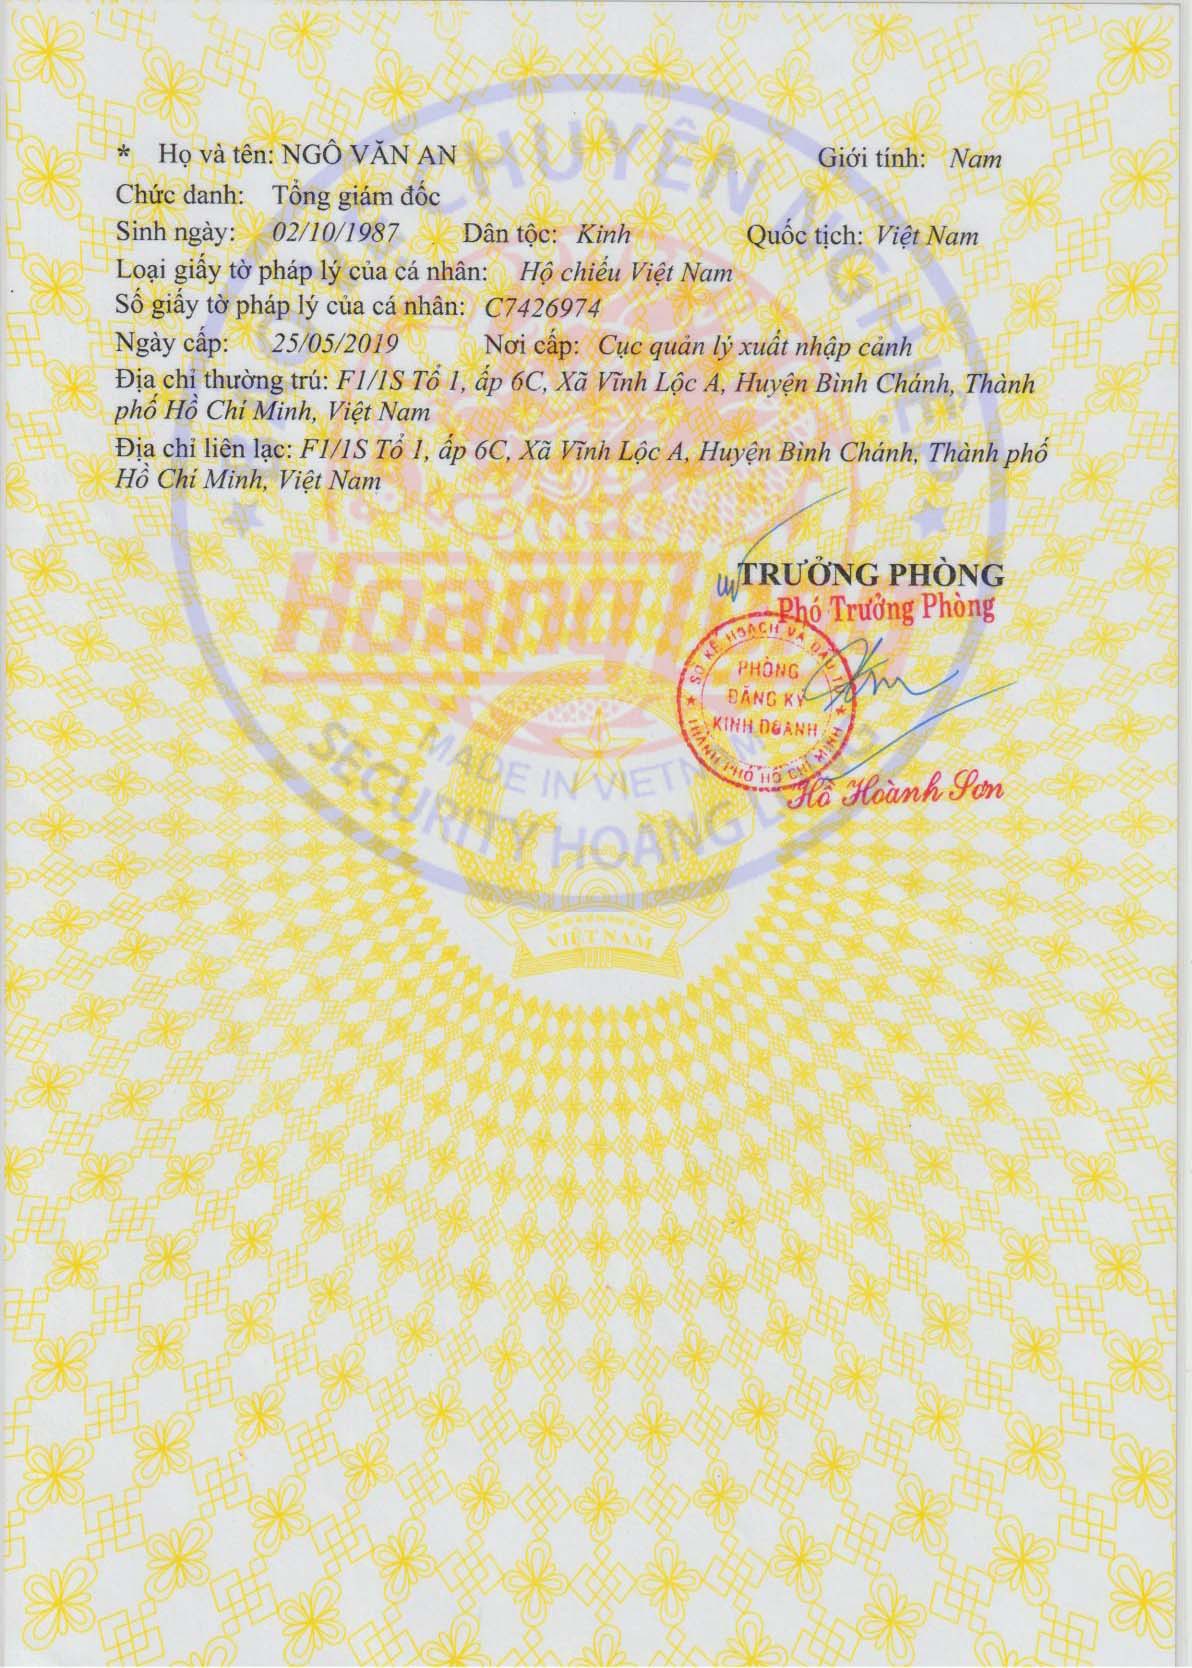 * Họ và tên: NGÔ VĂN AN Giới tính: Nam
Chức danh: Tổng giám đốc
Sinh ngày: 02/10/1987 Dân tộc: Kinh Quốc tịch: Việt Nam
Loại giấy tờ pháp lý của cá nhân: Hộ chiếu Việt Nam
Số giấy tờ pháp lý của cá nhân: C7426974
Ngày cấp: 25/05/2019 Nơi cấp: Cục quản lý xuất nhập cảnh
Địa chỉ thường trú: F1/1S Tổ 1, ấp 6C, Xã Vĩnh Lộc A, Huyện Bình Chánh, Thành
phố Hồ Chí Minh, Việt Nam
Địa chỉ liên lạc: F1/1S Tổ 1, ấp 6C, Xã Vĩnh Lộc A, Huyện Bình Chánh, Thành phố
Hồ Chí Minh, Việt Nam
TRƯỞNG PHÒNG
Phó Trưởng Phòng
SỞ KẾ HOẠCH VÀ ĐẦU TƯ
PHÒNG
ĐĂNG KÝ
KINH DOANH
THÀNH PHỐ HỒ CHÍ MINH
Hồ Hoành Sơn
CHUYÊN NGHIỆP
Hoàng Long
MADE IN VIETNAM
SECURITY HOANG LONG
VIỆT NAM